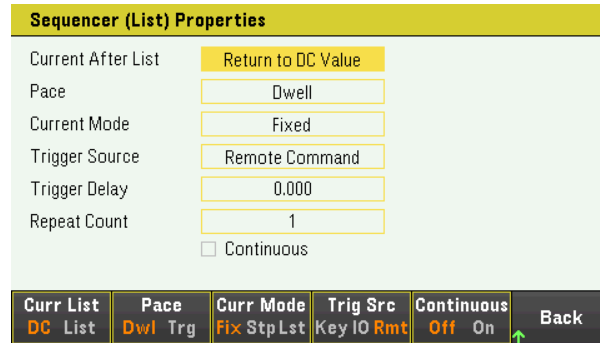 Sequencer (List) Properties
Current After List Return to DC Value
Pace Dwell
Current Mode Fixed
Trigger Source Remote Command
Trigger Delay 0.000
Repeat Count 1
Continuous
Curr List Pace Curr Mode Trig Src Continuous Back
DC List Dwl Trg Fix Stp Lst Key IO Rmt Off On